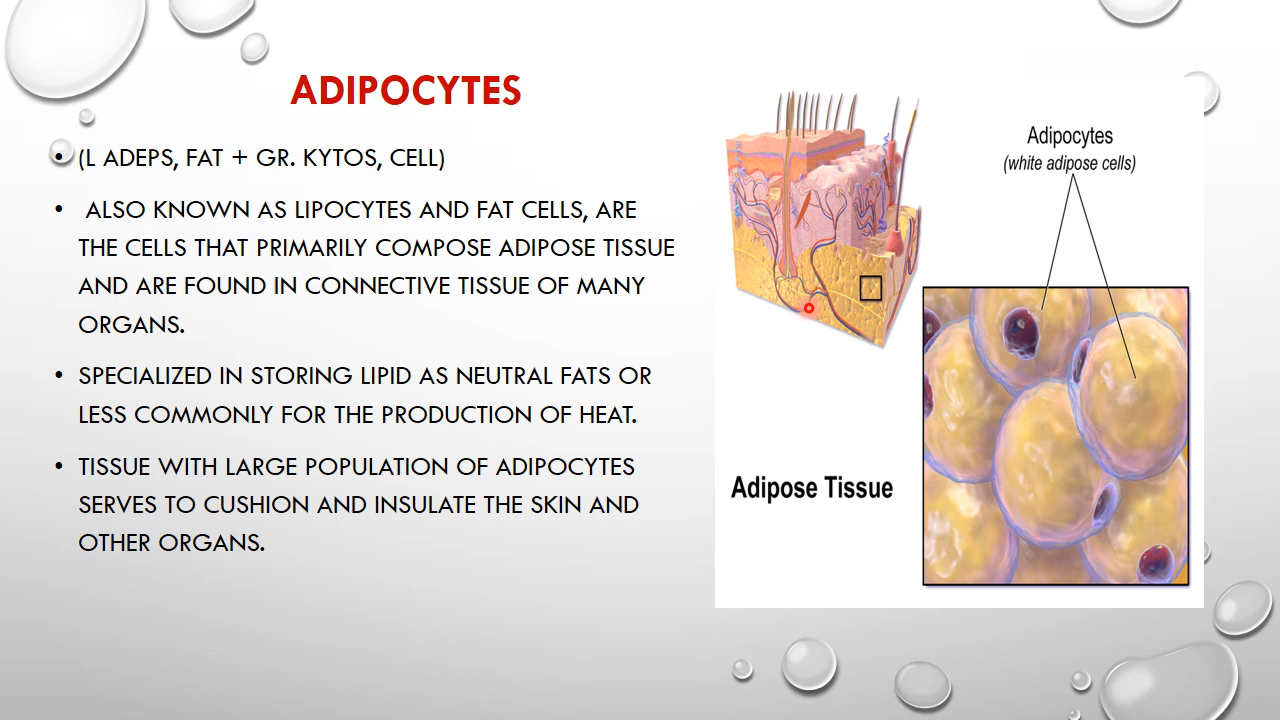 ADIPOCYTES
• (L ADEPS, FAT + GR. KYTOS, CELL)
• ALSO KNOWN AS LIPOCYTES AND FAT CELLS, ARE
THE CELLS THAT PRIMARILY COMPOSE ADIPOSE TISSUE
AND ARE FOUND IN CONNECTIVE TISSUE OF MANY
ORGANS.
• SPECIALIZED IN STORING LIPID AS NEUTRAL FATS OR
LESS COMMONLY FOR THE PRODUCTION OF HEAT.
• TISSUE WITH LARGE POPULATION OF ADIPOCYTES
SERVES TO CUSHION AND INSULATE THE SKIN AND
OTHER ORGANS.
Adipocytes
(white adipose cells)
Adipose Tissue